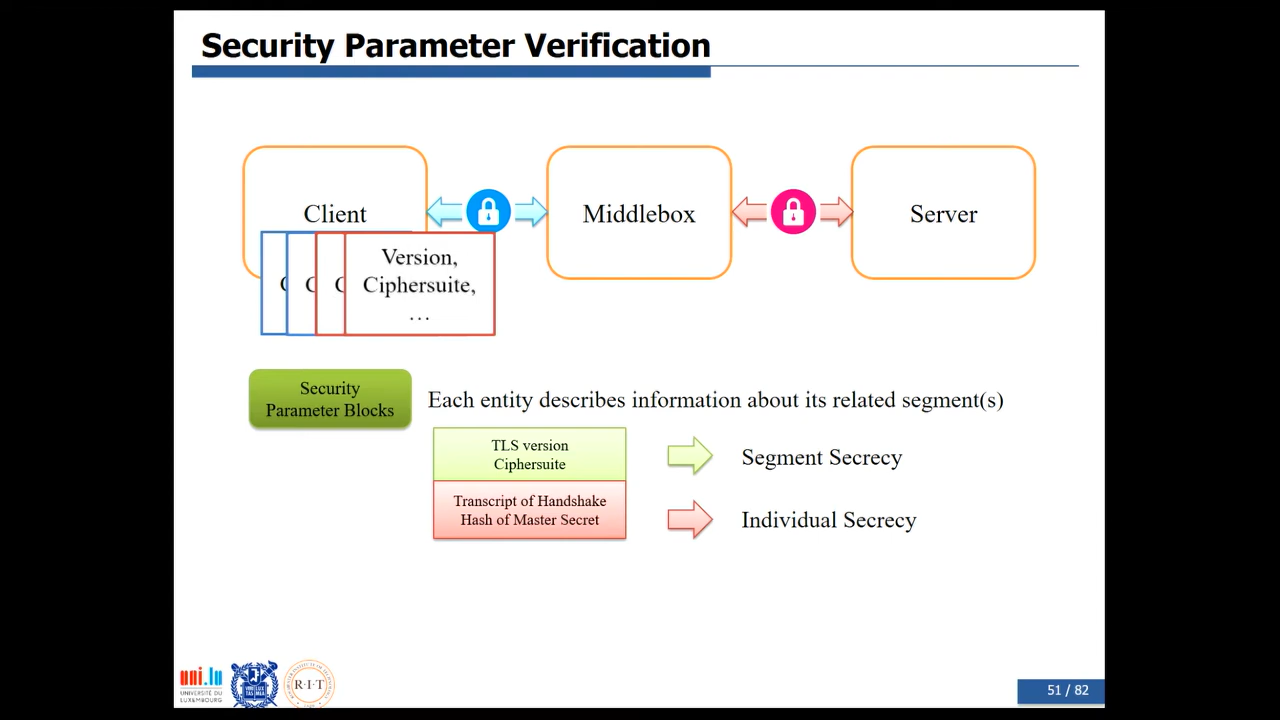 Security Parameter Verification
Client
Middlebox
Server
C
C
C
Version,
Ciphersuite,
...
Security
Parameter Blocks
Each entity describes information about its related segment(s)
TLS version
Ciphersuite
Segment Secrecy
Transcript of Handshake
Hash of Master Secret
Individual Secrecy
uni.lu
UNIVERSITÉ DU
LUXEMBOURG
R·I·T
51 / 82